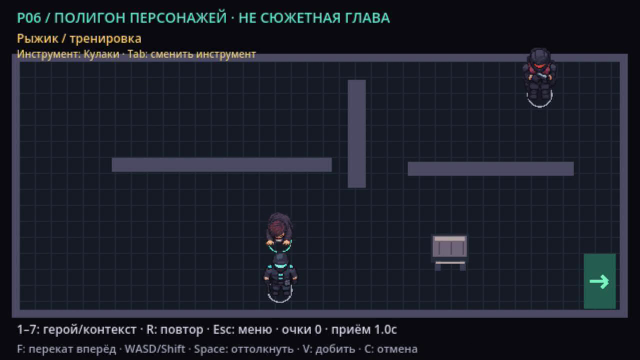 P06 / ПОЛИГОН ПЕРСОНАЖЕЙ · НЕ СЮЖЕТНАЯ ГЛАВА
Рыжик / тренировка
Инструмент: Кулаки · Tab: сменить инструмент
1–7: герой/контекст · R: повтор · Esc: меню · очки 0 · приём 1.0с
F: перекат вперёд · WASD/Shift · Space: оттолкнуть · V: добить · C: отмена